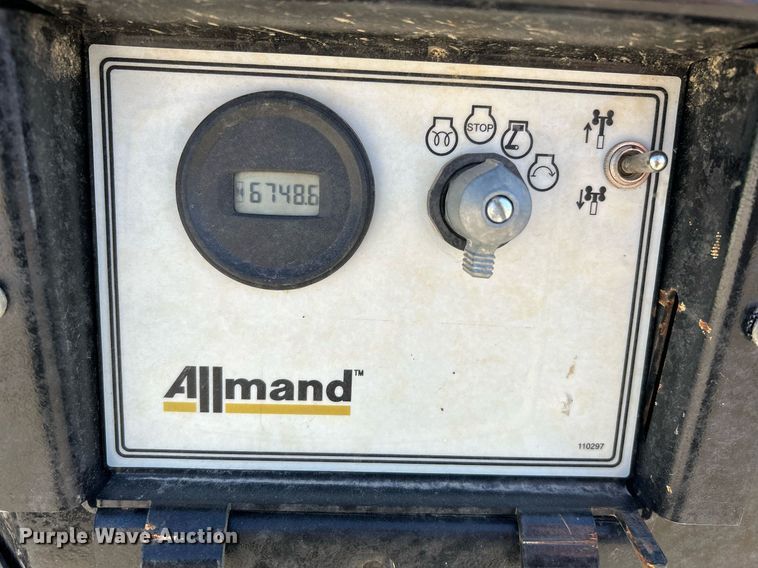 6748.6
STOP
Allmand™
110297
Purple Wave Auction